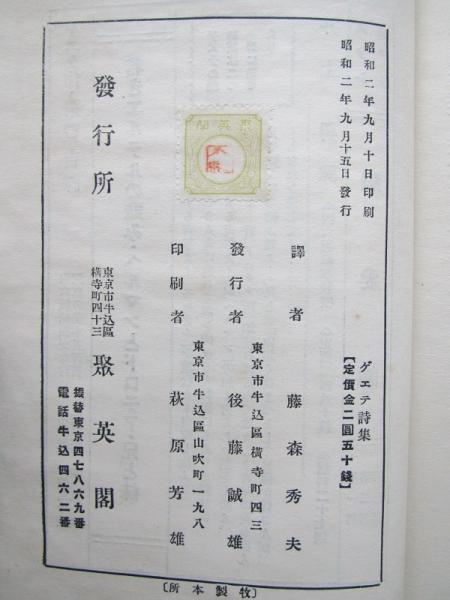 昭和二年九月十日印刷
昭和二年九月十五日發行
ゲエテ詩集
【定價金二圓五十錢】
譯者 藤森秀夫
東京市牛込區橫寺町四三
發行者 後藤誠雄
東京市牛込區山吹町一九八
印刷者 萩原芳雄
聚英閣
發行所 東京市牛込區橫寺町四十三 聚英閣
振替東京四七八六九番
電話牛込四六二番
〔牧製本所〕